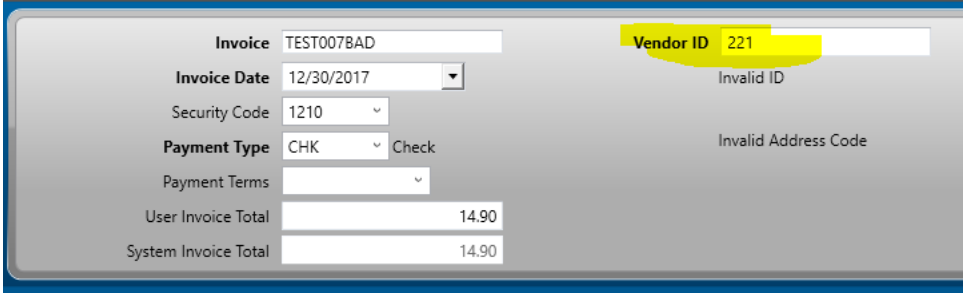 Invoice TEST007BAD Vendor ID 221
Invoice Date 12/30/2017 Invalid ID
Security Code 1210
Payment Type CHK Check Invalid Address Code
Payment Terms
User Invoice Total 14.90
System Invoice Total 14.90